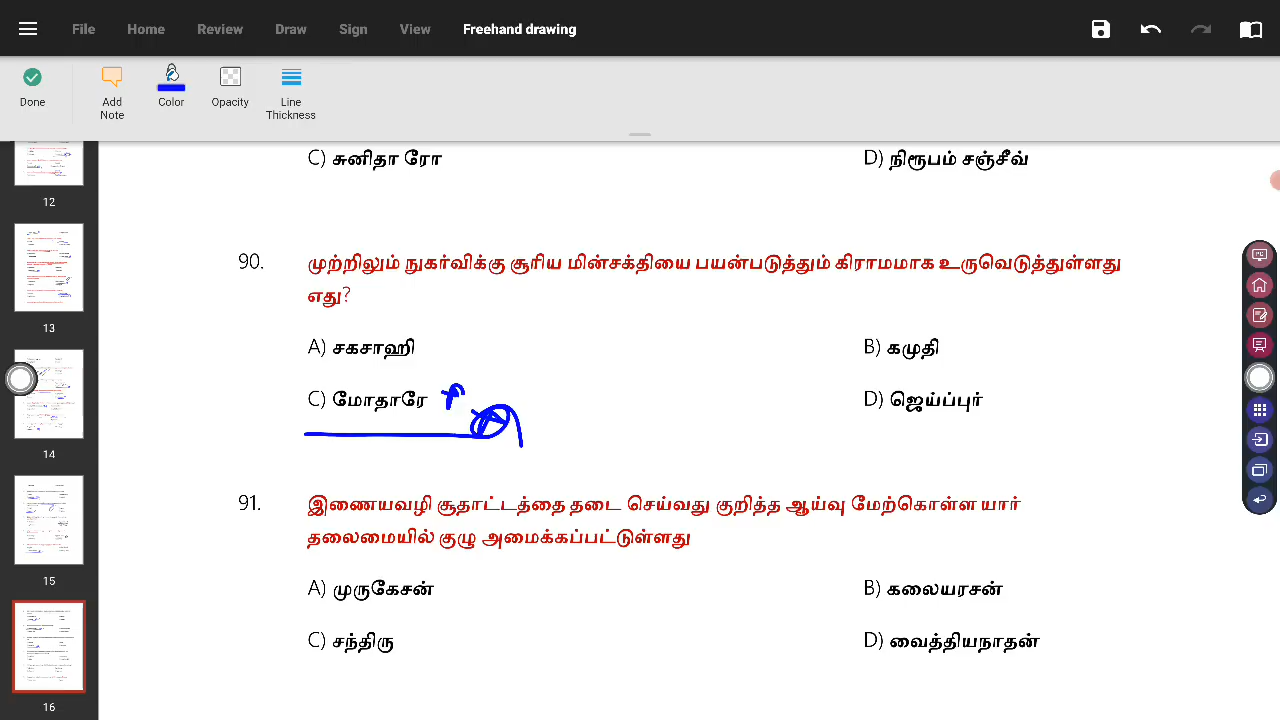 File Home Review Draw Sign View Freehand drawing
Done Add Note Color Opacity Line Thickness
C) சுனிதா ரோ D) நிரூபம் சஞ்சீவ்
12
90. முற்றிலும் நுகர்விக்கு சூரிய மின்சக்தியை பயன்படுத்தும் கிராமமாக உருவெடுத்துள்ளது
எது?
13
A) சகசாஹி B) கமுதி
C) மோதாரே D) ஜெய்ப்புர்
14
91. இணையவழி சூதாட்டத்தை தடை செய்வது குறித்த ஆய்வு மேற்கொள்ள யார்
தலைமையில் குழு அமைக்கப்பட்டுள்ளது
15
A) முருகேசன் B) கலையரசன்
C) சந்திரு D) வைத்தியநாதன்
16